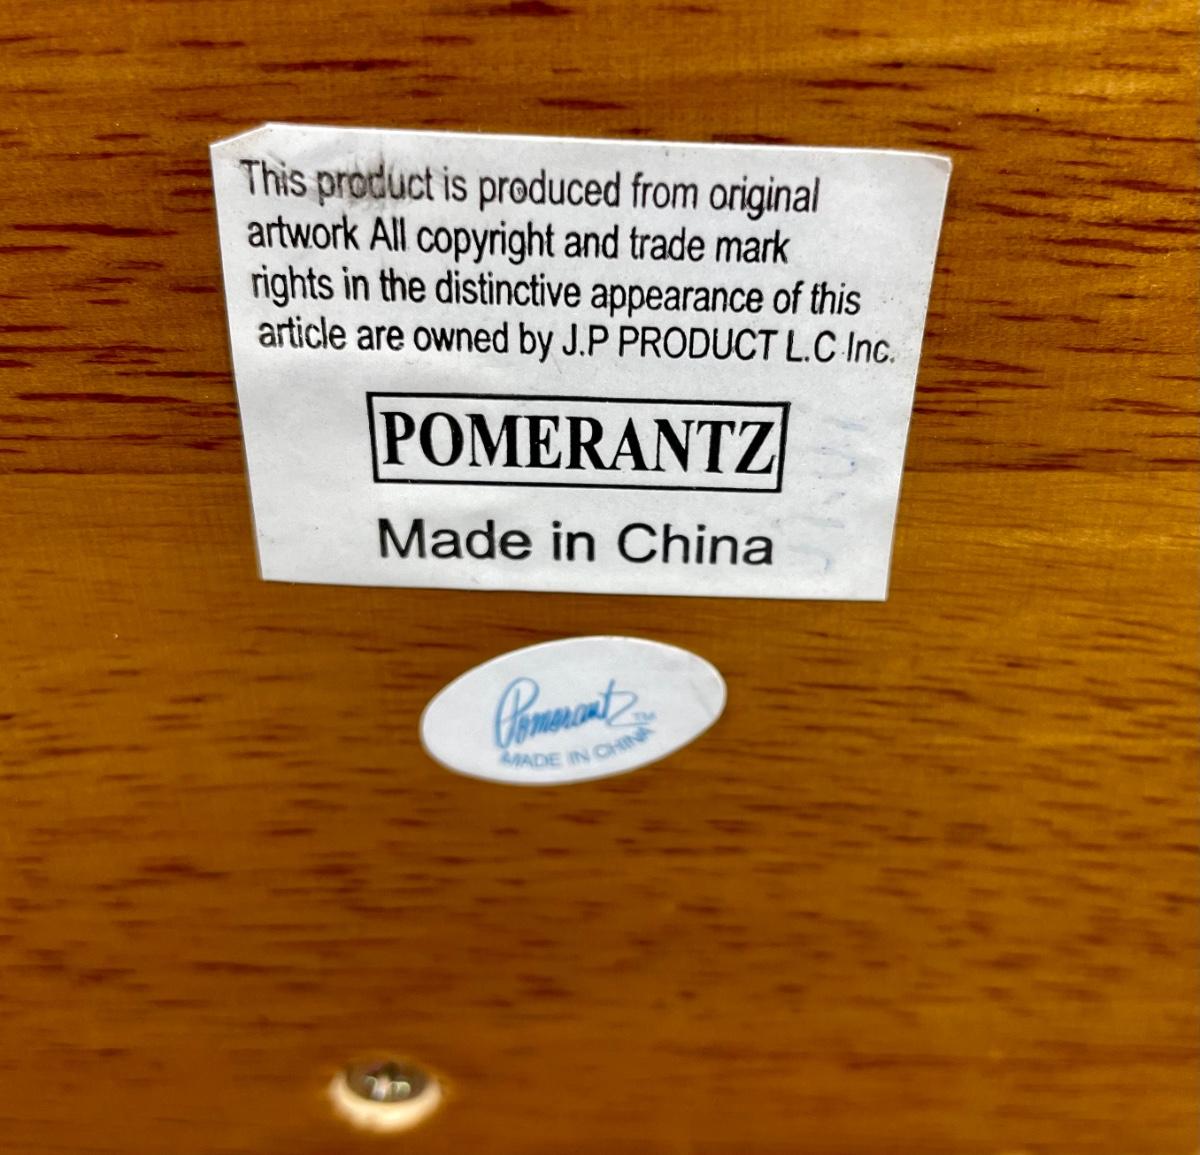 This product is produced from original
artwork All copyright and trade mark
rights in the distinctive appearance of this
article are owned by J.P PRODUCT L.C Inc.
POMERANTZ
Made in China
Pomerantz TM
MADE IN CHINA